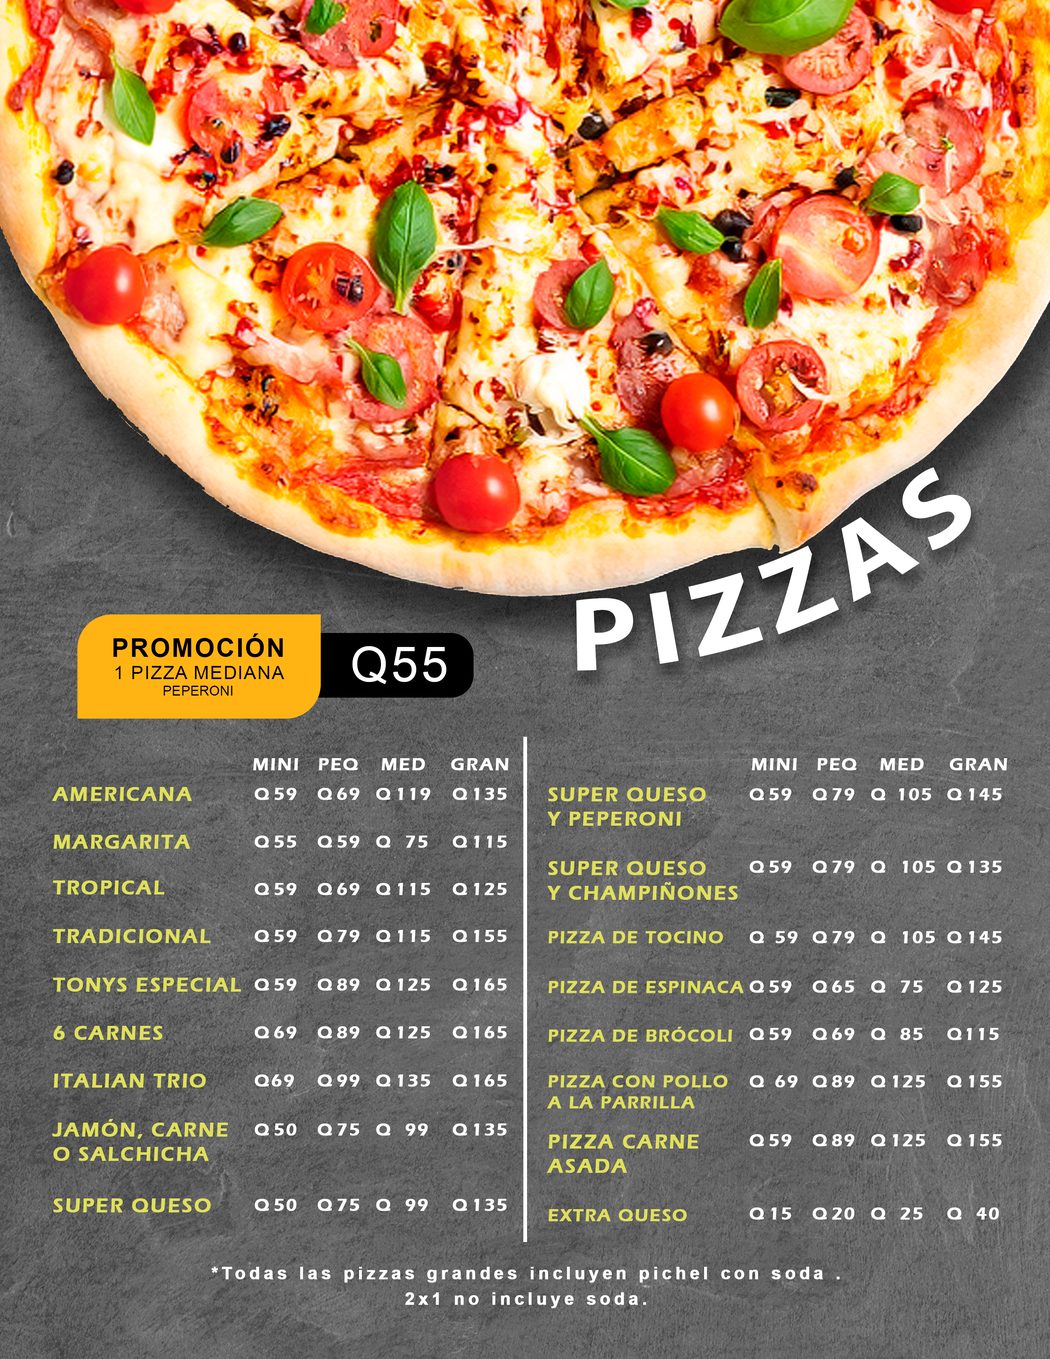 PIZZAS
PROMOCIÓN
1 PIZZA MEDIANA
PEPERONI
Q55
MINI PEQ MED GRAN
AMERICANA Q59 Q69 Q119 Q135
MARGARITA Q55 Q59 Q 75 Q115
TROPICAL Q59 Q69 Q115 Q125
TRADICIONAL Q59 Q79 Q115 Q155
TONYS ESPECIAL Q59 Q89 Q125 Q165
6 CARNES Q69 Q89 Q125 Q165
ITALIAN TRIO Q69 Q99 Q135 Q165
JAMÓN, CARNE Q50 Q75 Q 99 Q135
O SALCHICHA
SUPER QUESO Q50 Q75 Q 99 Q135
MINI PEQ MED GRAN
SUPER QUESO Q59 Q79 Q 105 Q145
Y PEPERONI
SUPER QUESO Q59 Q79 Q 105 Q135
Y CHAMPIÑONES
PIZZA DE TOCINO Q 59 Q79 Q 105 Q145
PIZZA DE ESPINACA Q59 Q65 Q 75 Q125
PIZZA DE BRÓCOLI Q59 Q69 Q 85 Q115
PIZZA CON POLLO Q 69 Q89 Q125 Q155
A LA PARRILLA
PIZZA CARNE Q59 Q89 Q125 Q155
ASADA
EXTRA QUESO Q15 Q20 Q 25 Q 40
*Todas las pizzas grandes incluyen pichel con soda .
2x1 no incluye soda.